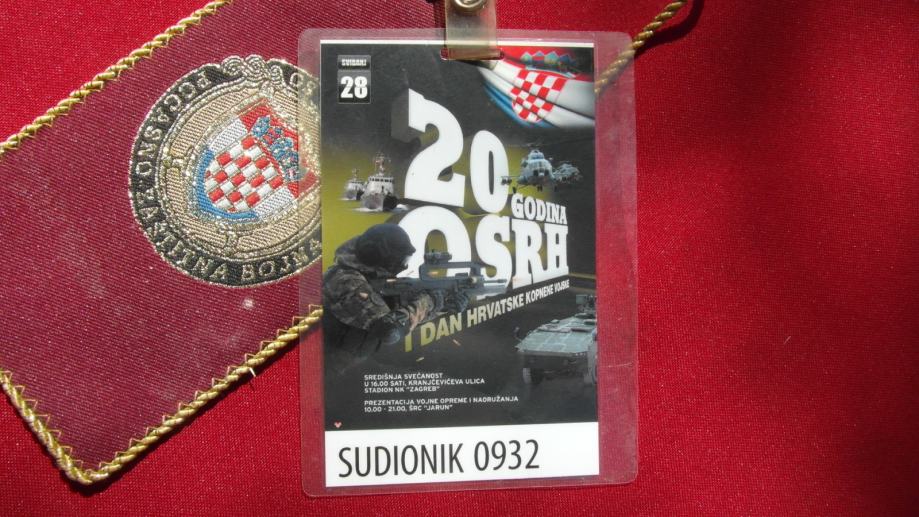 POČASNO
ZAŠTITNA BOJNA
SVIBANJ
28
20
GODINA
OSRH
I DAN HRVATSKE KOPNENE VOJSKE
SREDIŠNJA SVEČANOST
U 16.00 SATI, KRANJČEVIĆEVA ULICA
STADION NK "ZAGREB"
PREZENTACIJA VOJNE OPREME I NAORUŽANJA
10.00 - 21.00, ŠRC "JARUN"
SUDIONIK 0932